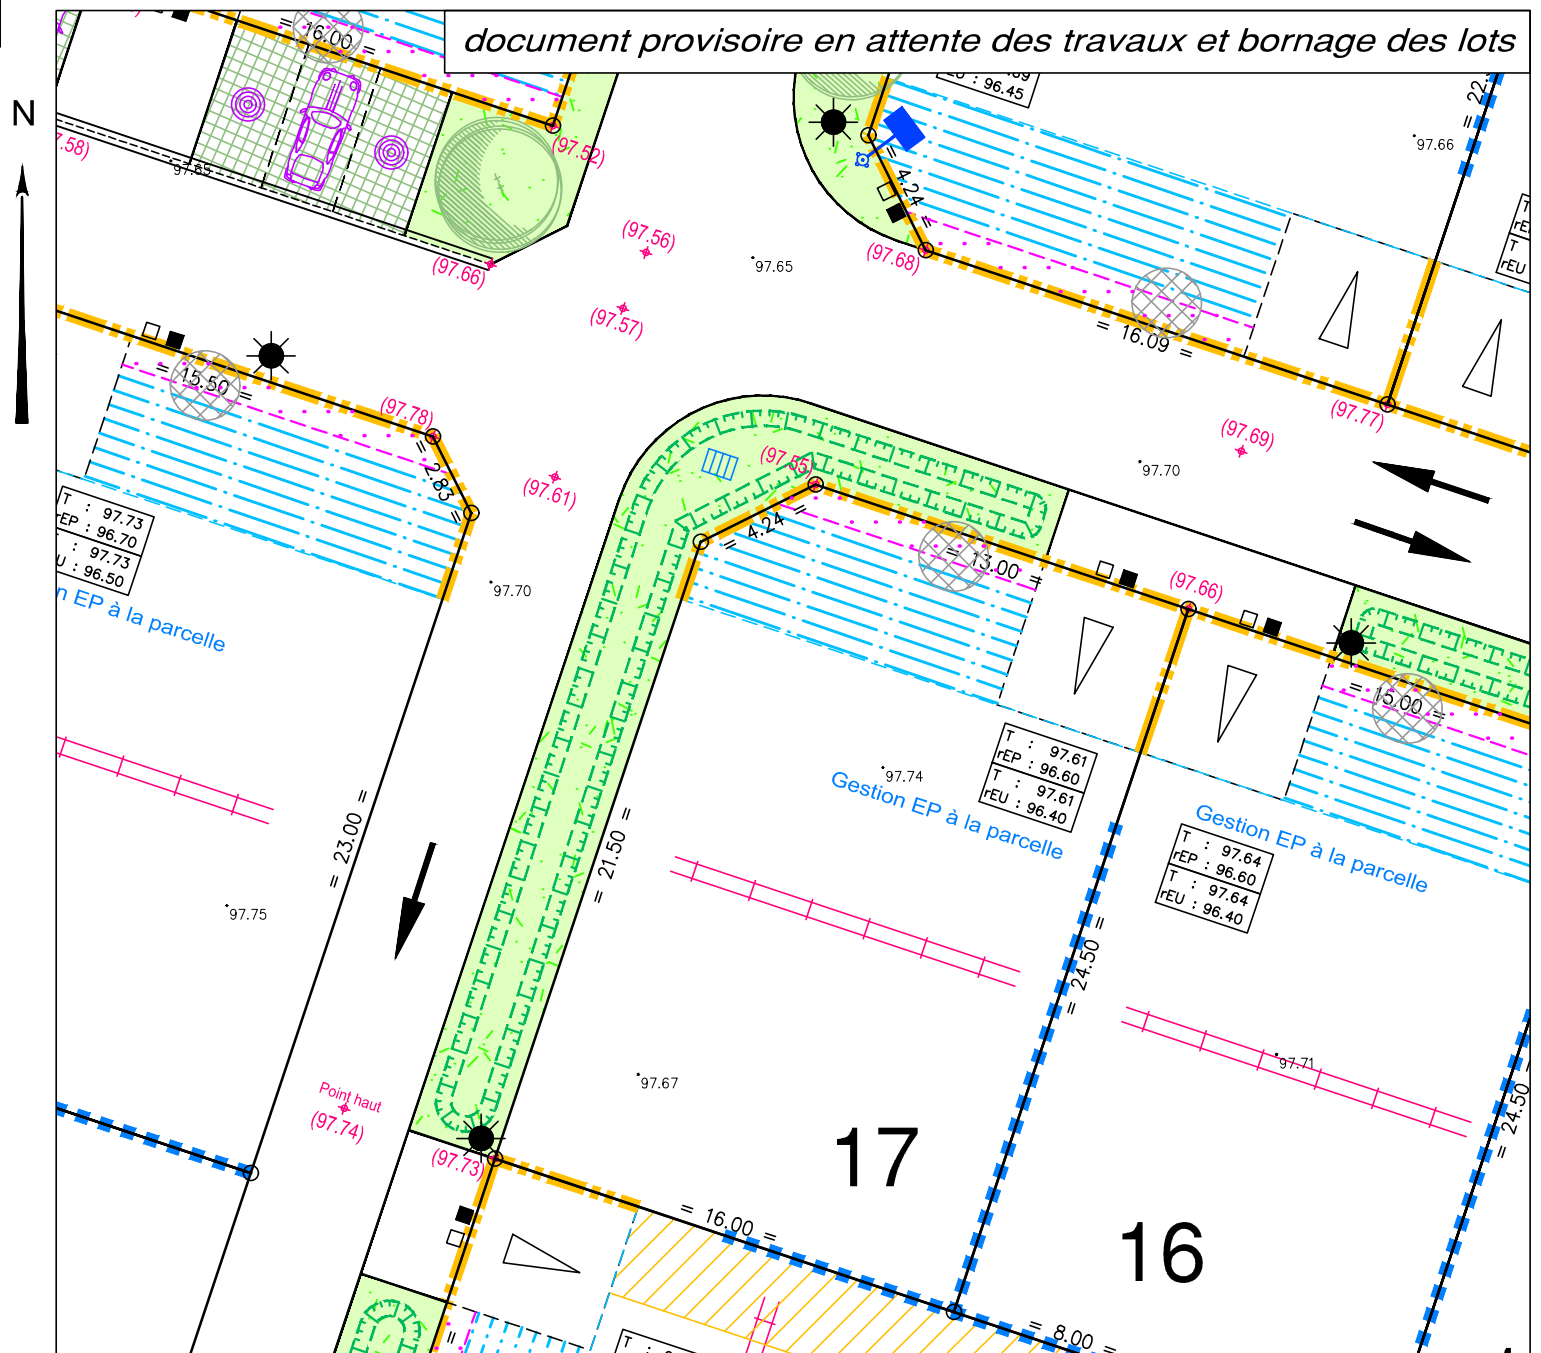 document provisoire en attente des travaux et bornage des lots
N
= 16.00 =
(97.52)
7.58)
97.65
(97.66)
(97.56)
(97.57)
97.65
EU : 96.45
= 4.24 =
(97.68)
= 16.09 =
97.66
= 22.
T
rE
T
rEU
(97.77)
(97.69)
97.70
= 15.50 =
(97.78)
= 2.83 =
(97.61)
T : 97.73
rEP : 96.70
: 97.73
U : 96.50
n EP à la parcelle
97.70
(97.55)
= 4.24 =
= 13.00 =
(97.66)
= 15.00 =
T : 97.61
rEP : 96.60
T : 97.61
rEU : 96.40
97.74
Gestion EP à la parcelle
T : 97.64
rEP : 96.60
T : 97.64
rEU : 96.40
Gestion EP à la parcelle
= 23.00 =
= 21.50 =
97.75
= 24.50 =
97.71
97.67
= 24.50 =
Point haut
(97.74)
(97.73)
17
16
= 16.00 =
= 8.00 =
T :
=